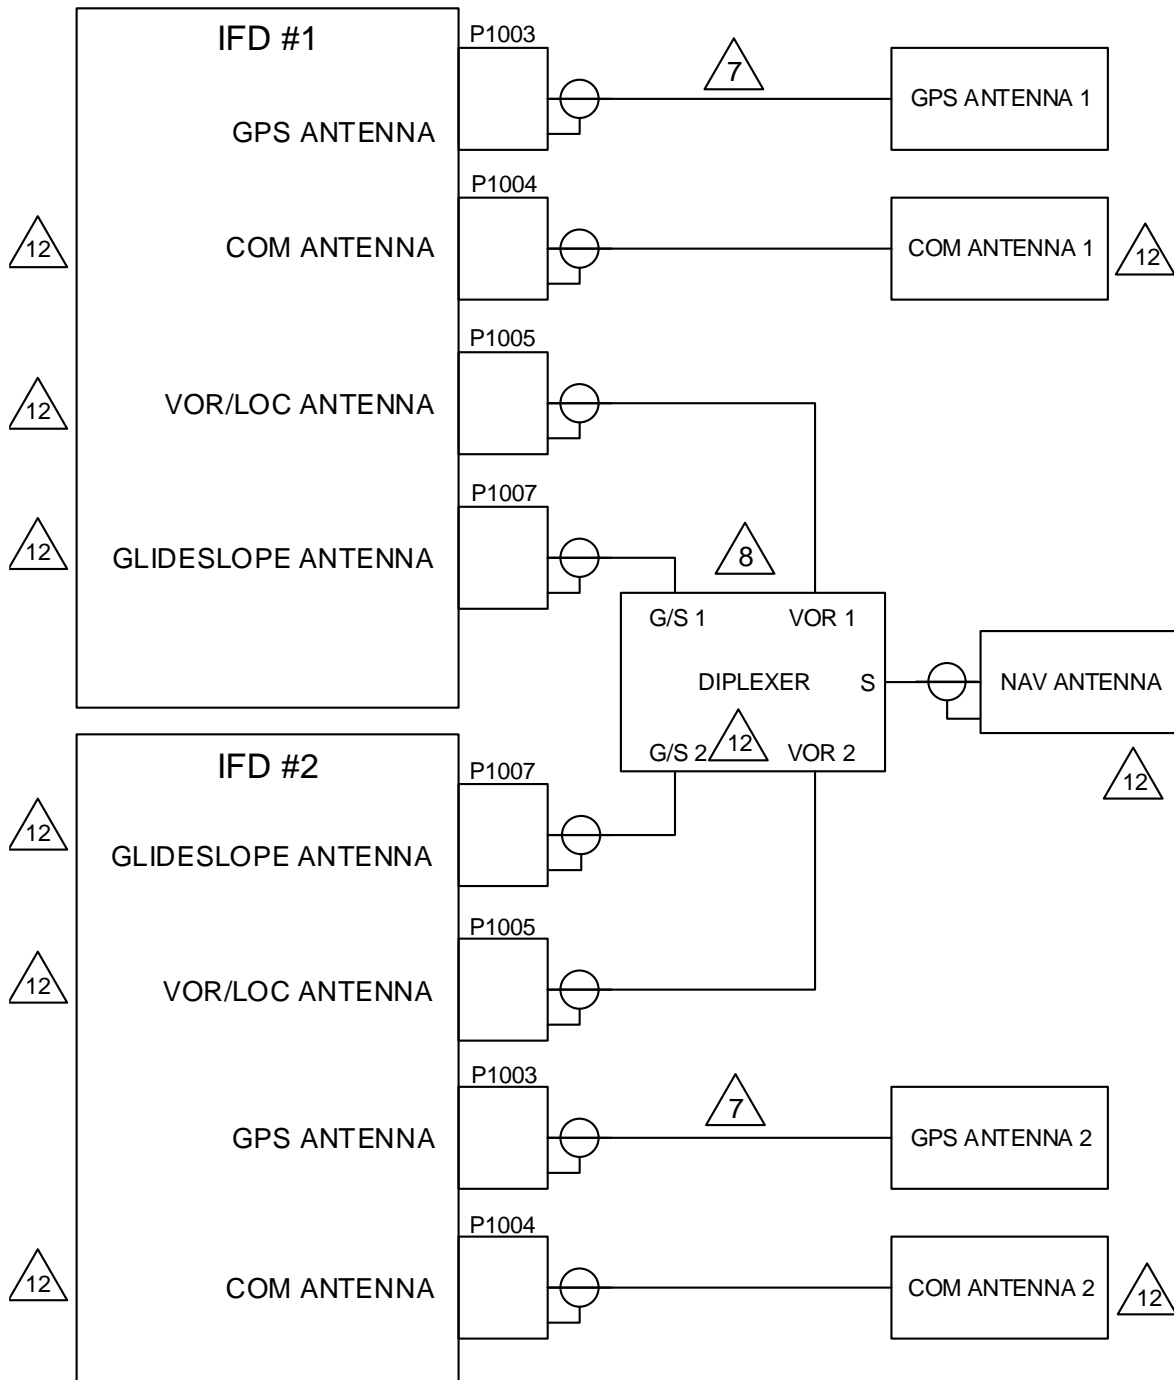 IFD #1
P1003
7
GPS ANTENNA
GPS ANTENNA 1
P1004
12
COM ANTENNA
COM ANTENNA 1
12
P1005
12
VOR/LOC ANTENNA
P1007
12
GLIDESLOPE ANTENNA
8
G/S 1
VOR 1
DIPLEXER
S
NAV ANTENNA
12
G/S 2
12
VOR 2
IFD #2
P1007
12
GLIDESLOPE ANTENNA
P1005
12
VOR/LOC ANTENNA
P1003
7
GPS ANTENNA
GPS ANTENNA 2
P1004
12
COM ANTENNA
COM ANTENNA 2
12